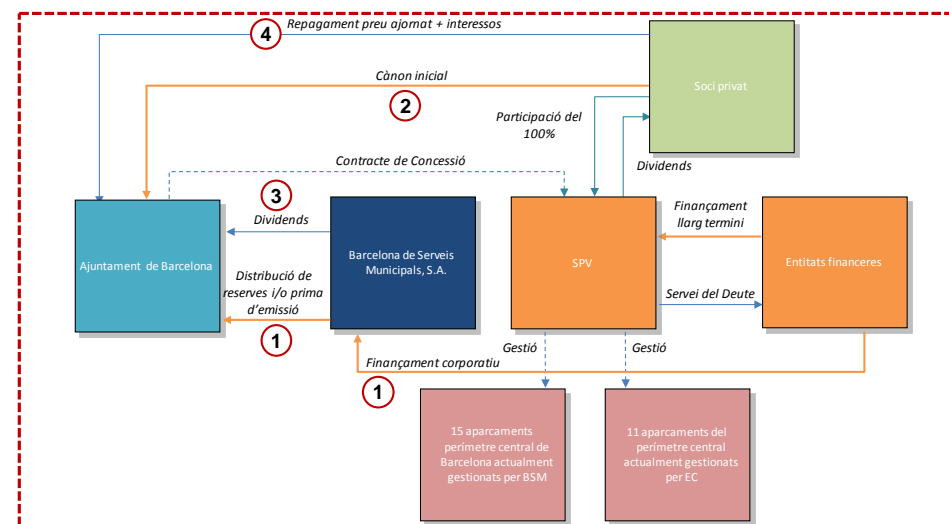 Repagament preu ajornat + interessos
4
Cànon inicial
2
Soci privat
Participació del
100%
Dividends
Contracte de Concessió
3
Dividends
Ajuntament de Barcelona
Barcelona de Serveis
Municipals, S.A.
SPV
Finançament
llarg termini
Entitats financeres
Servei del Deute
Distribució de
reserves i/o prima
d'emissió
1
Gestió
Gestió
Finançament corporatiu
1
15 aparcaments
perímetre central de
Barcelona actualment
gestionats per BSM
11 aparcaments del
perímetre central
actualment gestionats
per EC